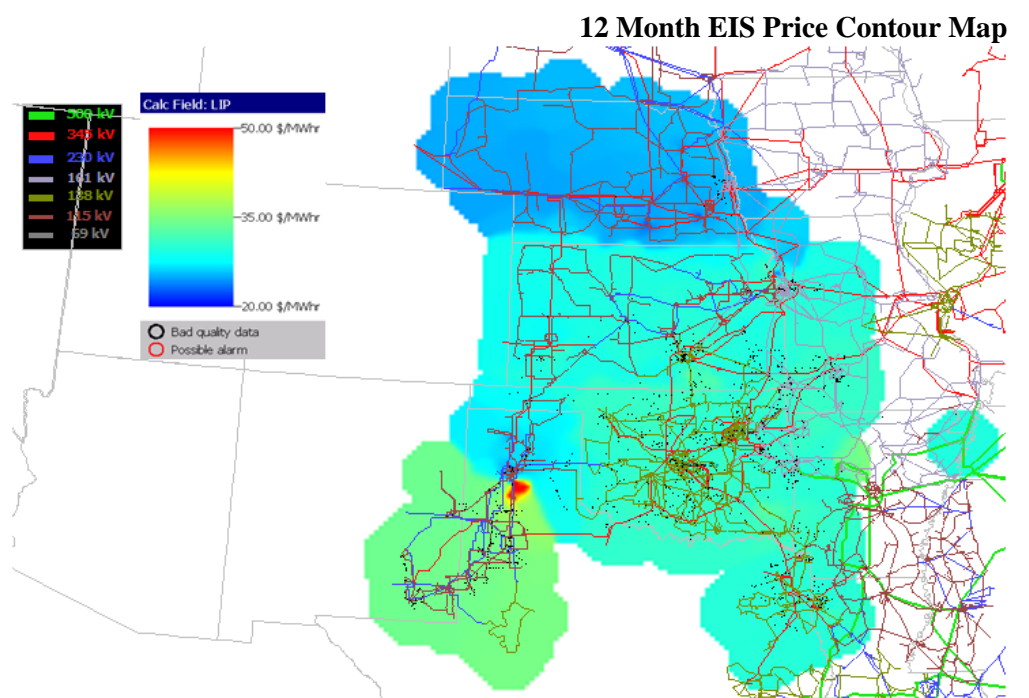 12 Month EIS Price Contour Map
Calc Field: LIP
500 kV
345 kV
230 kV
161 kV
138 kV
115 kV
69 kV
50.00 $/MWhr
35.00 $/MWhr
20.00 $/MWhr
Bad quality data
Possible alarm